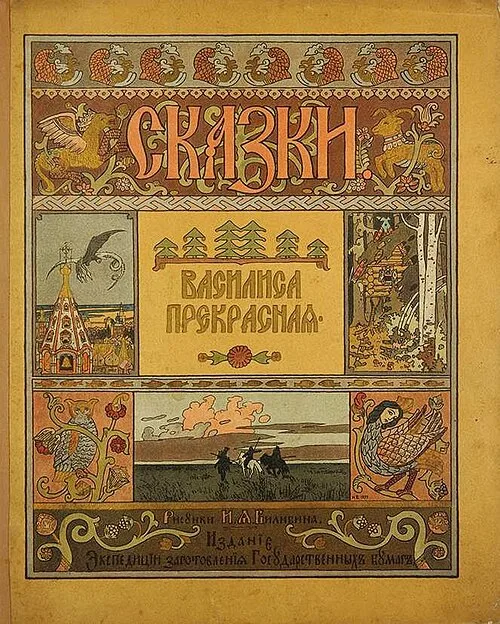 СКАЗКИ.
ВАСИЛИСА
ПРЕКРАСНАЯ·
Рисунки И. Я. Билибина.
Изданіе
Экспедиціи заготовленія Государственныхъ бумагъ